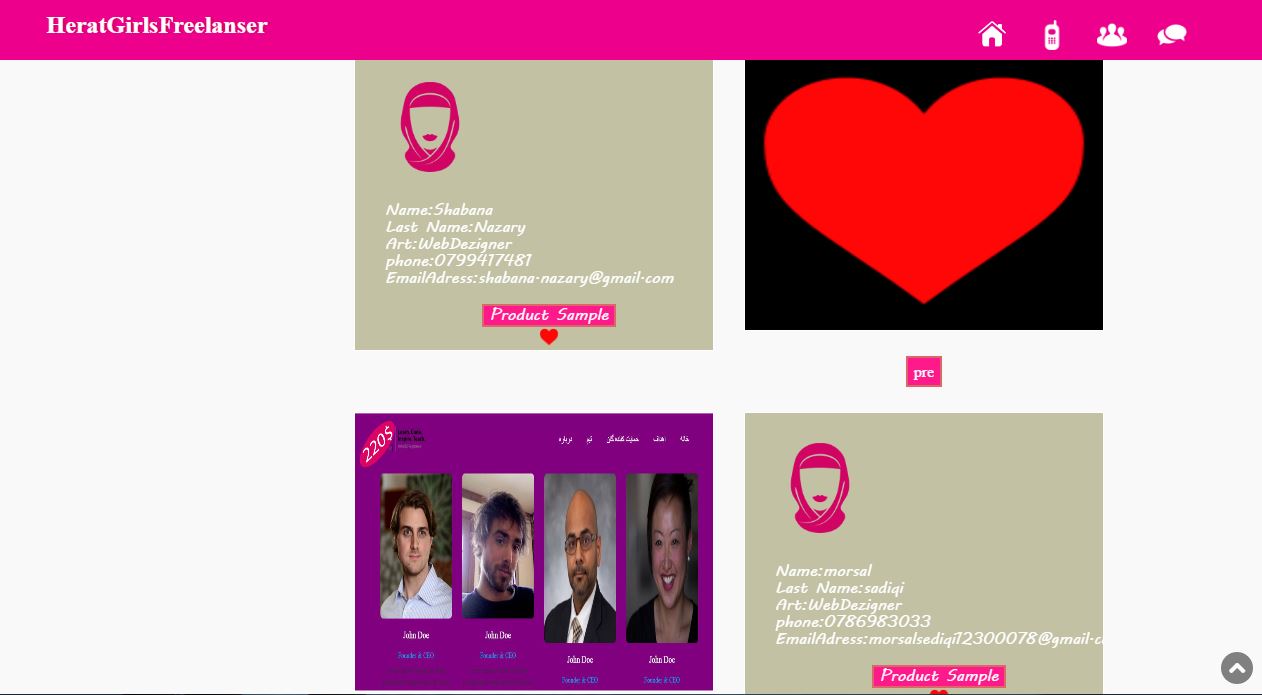 HeratGirlsFreelanser
Name:Shabana
Last Name:Nazary
Art:WebDezigner
phone:0799417481
EmailAdress:shabana-nazary@gmail-com
Product Sample
pre
220$
خانه اهداف حمایت کننده گان تیم درباره
John Doe
Founder & CEO
John Doe
Founder & CEO
John Doe
Founder & CEO
John Doe
Founder & CEO
Name:morsal
Last Name:sadiqi
Art:WebDezigner
phone:0786983033
EmailAdress:morsalsediqi12300078@gmail-c
Product Sample